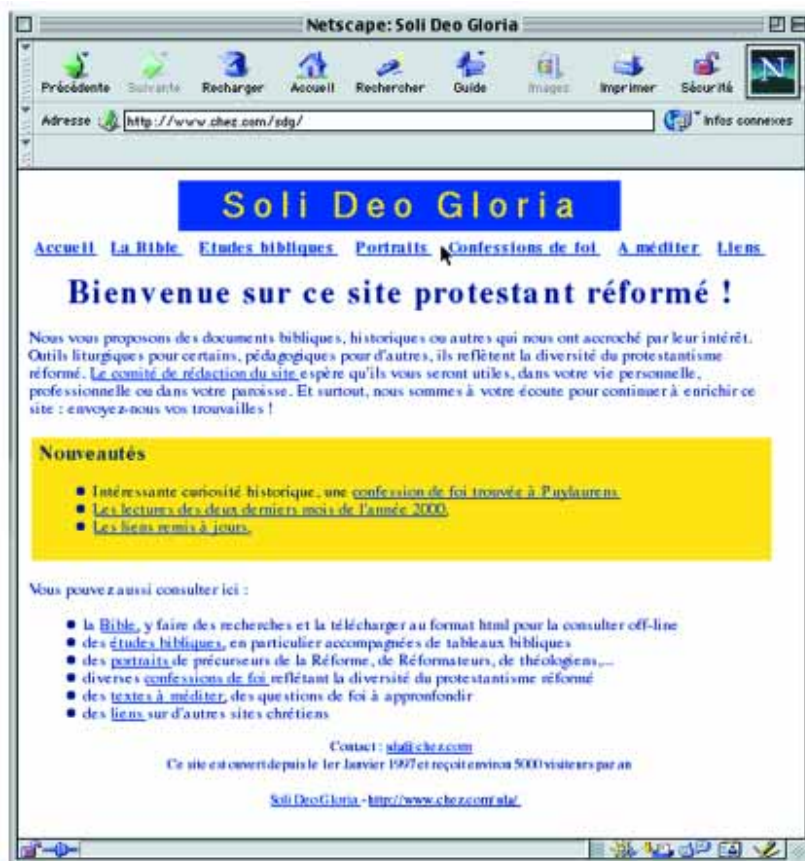 Netscape: Soli Deo Gloria
Précédente Suivante Recharger Accueil Rechercher Guide Images Imprimer Sécurité N
Adresse http://www.chez.com/sdg/ Infos connexes
Soli Deo Gloria
Accueil La Bible Etudes bibliques Portraits Confessions de foi A méditer Liens
Bienvenue sur ce site protestant réformé !
Nous vous proposons des documents bibliques, historiques ou autres qui nous ont accroché par leur intérêt.
Outils liturgiques pour certains, pédagogiques pour d'autres, ils reflètent la diversité du protestantisme
réformé. Le comité de rédaction du site espère qu'ils vous seront utiles, dans votre vie personnelle,
professionnelle ou dans votre paroisse. Et surtout, nous sommes à votre écoute pour continuer à enrichir ce
site : envoyez-nous vos trouvailles !
Nouveautés
Intéressante curiosité historique, une confession de foi trouvée à Puylaurens
Les lectures des deux derniers mois de l'année 2000.
Les liens remis à jours.
Vous pouvez aussi consulter ici :
la Bible, y faire des recherches et la télécharger au format html pour la consulter off-line
des études bibliques, en particulier accompagnées de tableaux bibliques
des portraits de précurseurs de la Réforme, de Réformateurs, de théologiens,...
diverses confessions de foi reflétant la diversité du protestantisme réformé
des textes à méditer, des questions de foi à appronfondir
des liens sur d'autres sites chrétiens
Contact :
Ce site est ouvert depuis le 1er Janvier 1997 et reçoit environ 5000 visiteurs par an
Soli Deo Gloria -